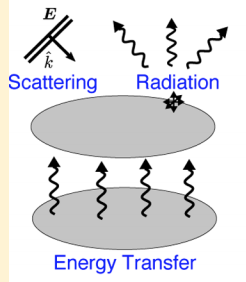 E
k̂
Scattering Radiation
Energy Transfer